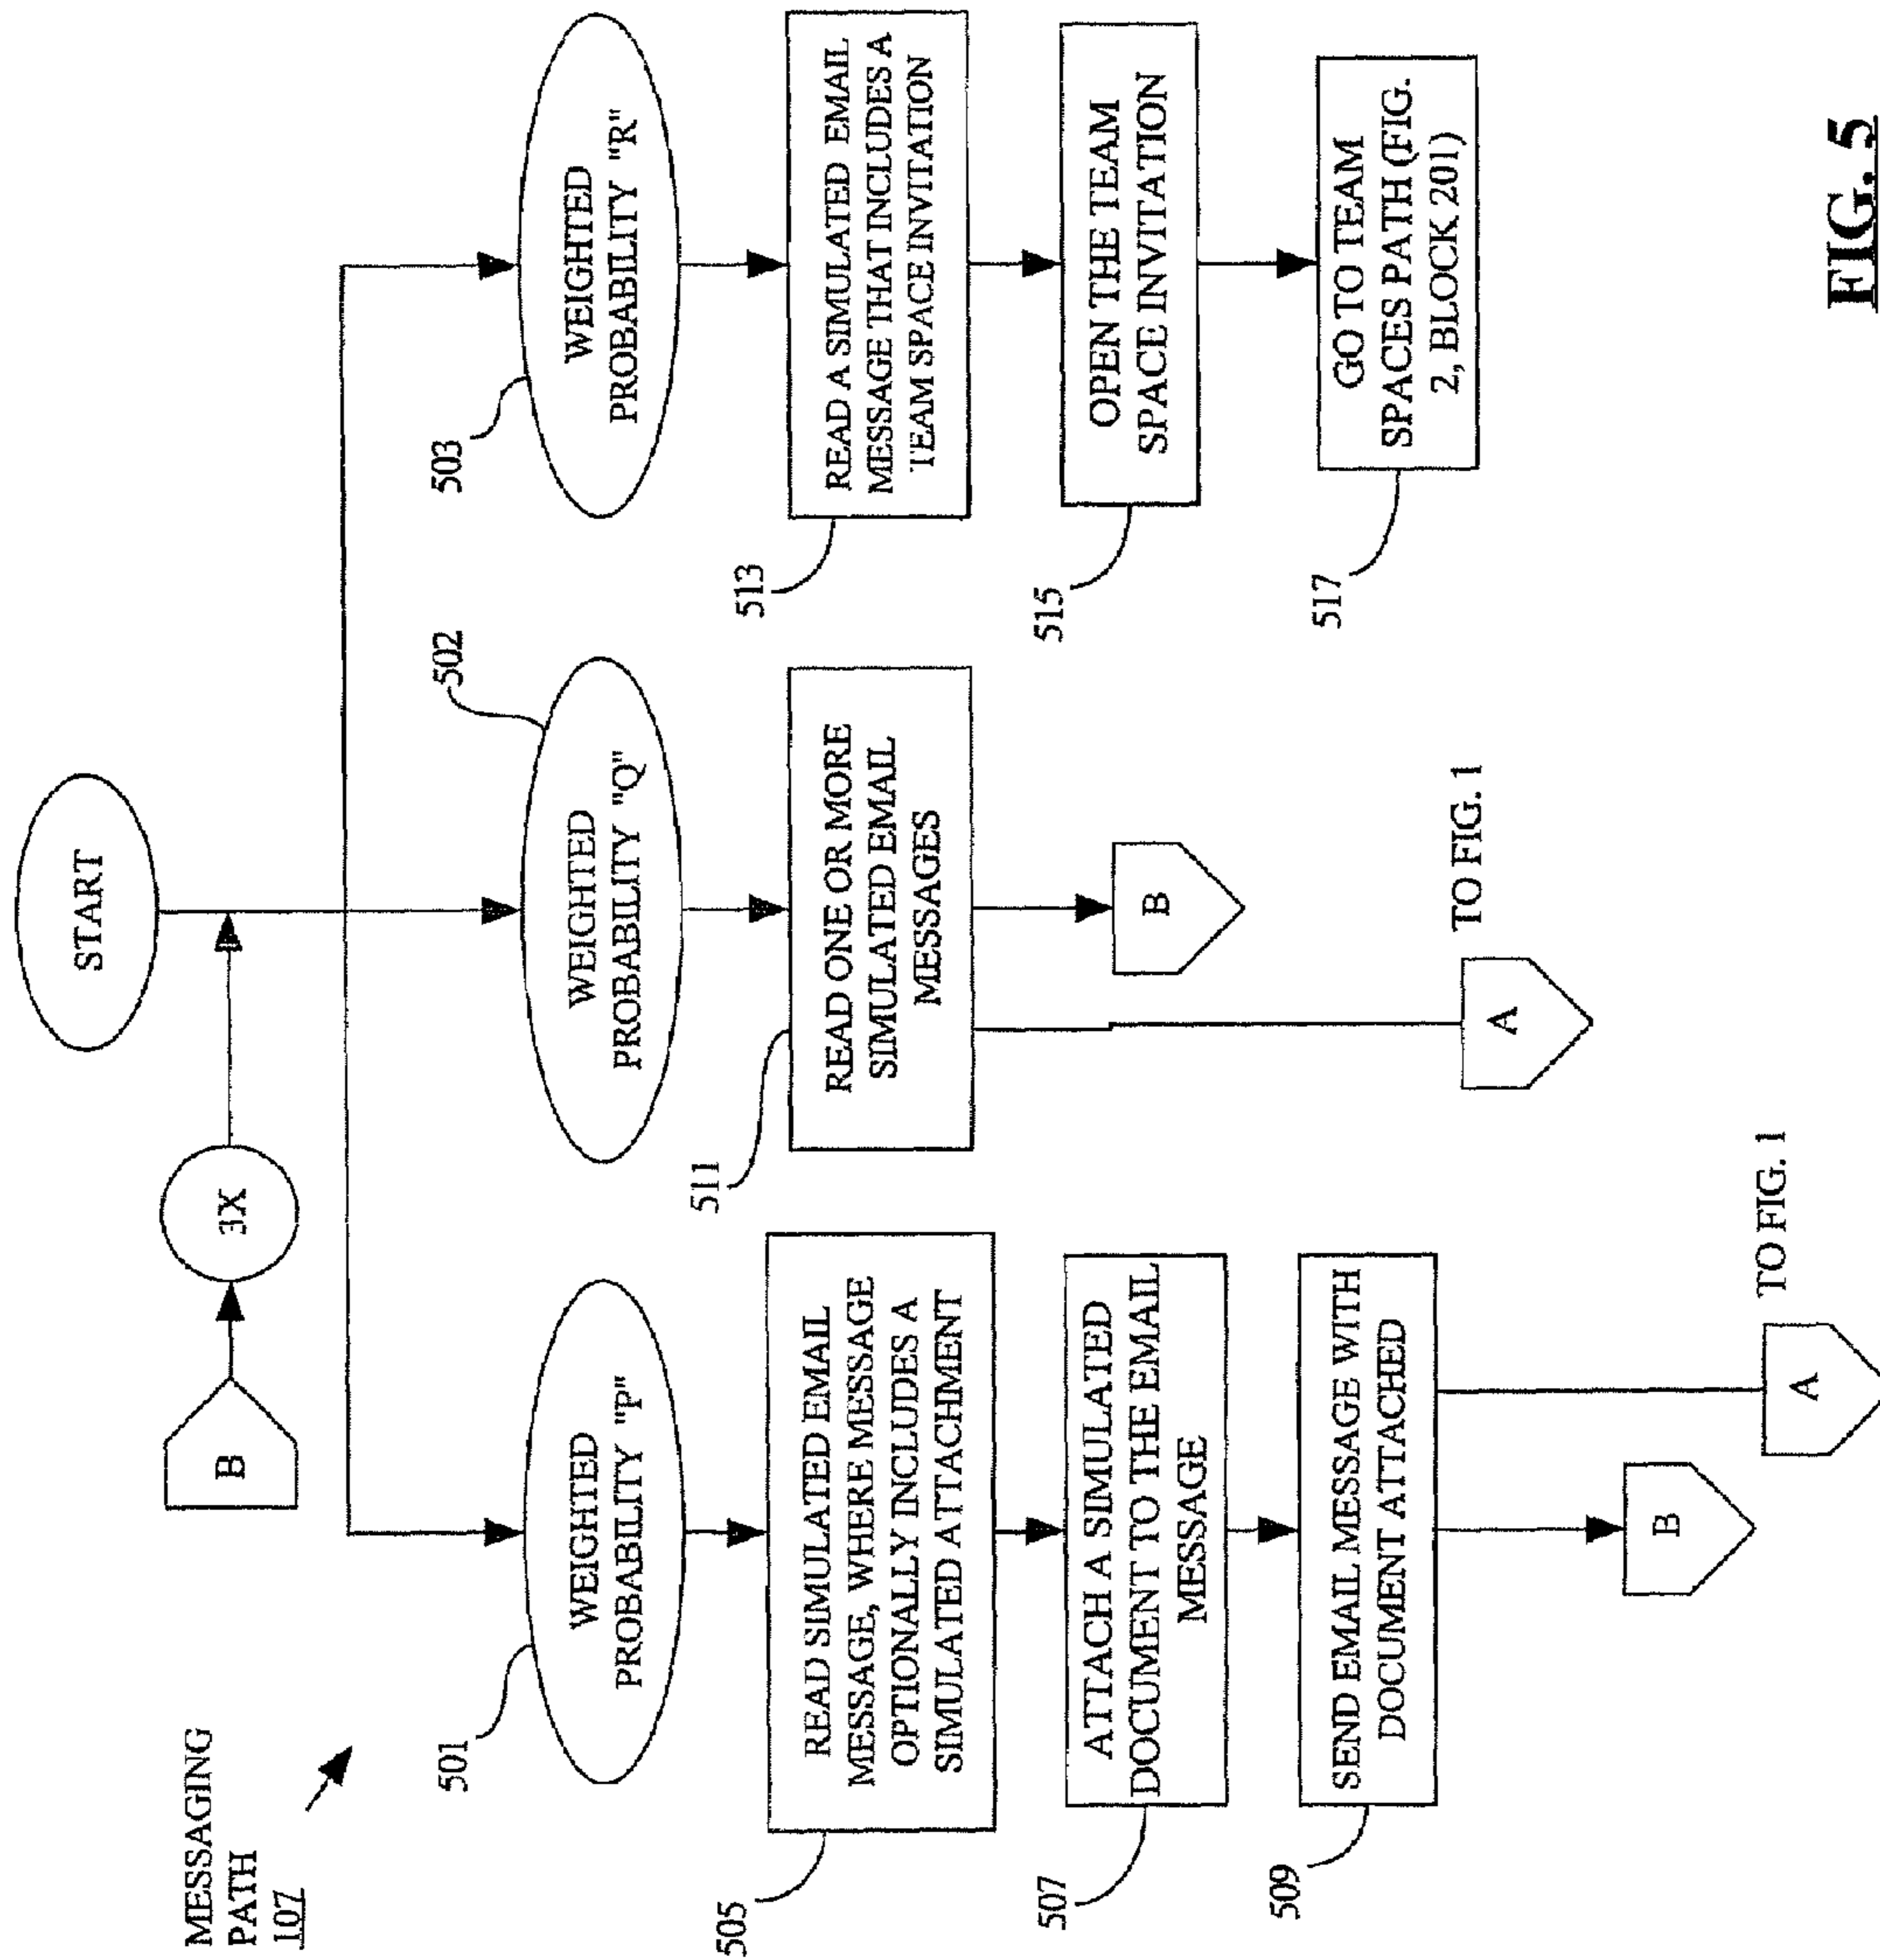 MESSAGING
PATH
107
START
B
3X
501
WEIGHTED
PROBABILITY "P"
502
WEIGHTED
PROBABILITY "Q"
503
WEIGHTED
PROBABILITY "R"
505
READ SIMULATED EMAIL
MESSAGE, WHERE MESSAGE
OPTIONALLY INCLUDES A
SIMULATED ATTACHMENT
507
ATTACH A SIMULATED
DOCUMENT TO THE EMAIL
MESSAGE
509
SEND EMAIL MESSAGE WITH
DOCUMENT ATTACHED
B
A
TO FIG. 1
511
READ ONE OR MORE
SIMULATED EMAIL
MESSAGES
B
A
TO FIG. 1
513
READ A SIMULATED EMAIL
MESSAGE THAT INCLUDES A
TEAM SPACE INVITATION
515
OPEN THE TEAM
SPACE INVITATION
517
GO TO TEAM
SPACES PATH (FIG.
2, BLOCK 201)
FIG. 5